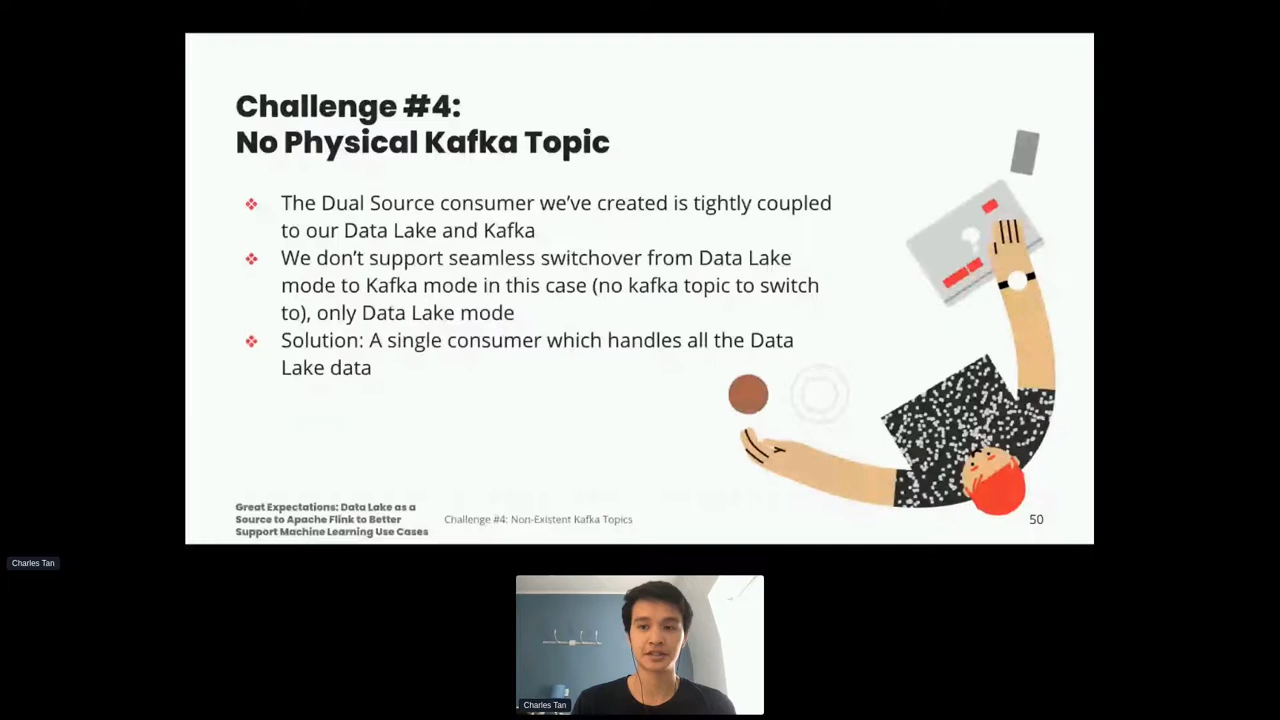 Challenge #4:
No Physical Kafka Topic
❖ The Dual Source consumer we’ve created is tightly coupled
to our Data Lake and Kafka
❖ We don’t support seamless switchover from Data Lake
mode to Kafka mode in this case (no kafka topic to switch
to), only Data Lake mode
❖ Solution: A single consumer which handles all the Data
Lake data
Great Expectations: Data Lake as a
Source to Apache Flink to Better
Support Machine Learning Use Cases
Challenge #4: Non-Existent Kafka Topics
50
Charles Tan
Charles Tan